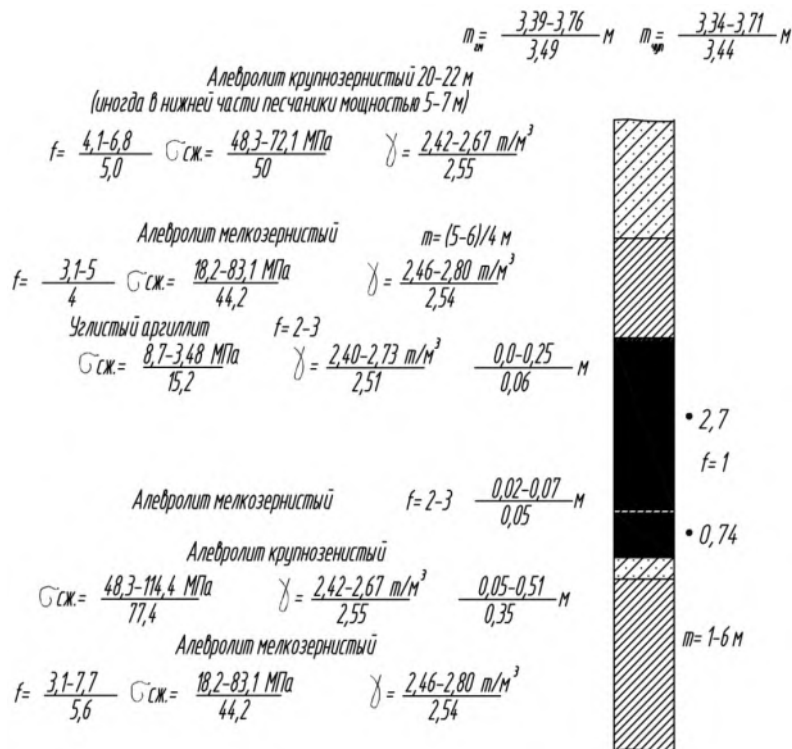 m гм = 3,39-3,76 / 3,49 м m чуп = 3,34-3,71 / 3,44 м
Алевролит крупнозернистый 20-22 м
(иногда в нижней части песчаники мощностью 5-7 м)
f= 4,1-6,8 / 5,0 σсж.= 48,3-72,1 МПа / 50 γ= 2,42-2,67 т/м³ / 2,55
Алевролит мелкозернистый m= (5-6)/4 м
f= 3,1-5 / 4 σсж.= 18,2-83,1 МПа / 44,2 γ= 2,46-2,80 т/м³ / 2,54
Углистый аргиллит f= 2-3
σсж.= 8,7-3,48 МПа / 15,2 γ= 2,40-2,73 т/м³ / 2,51 0,0-0,25 / 0,06 м
• 2,7
f= 1
Алевролит мелкозернистый f= 2-3 0,02-0,07 / 0,05 м
• 0,74
Алевролит крупнозенистый
σсж.= 48,3-114,4 МПа / 77,4 γ= 2,42-2,67 т/м³ / 2,55 0,05-0,51 / 0,35 м
Алевролит мелкозернистый m= 1-6 м
f= 3,1-7,7 / 5,6 σсж.= 18,2-83,1 МПа / 44,2 γ= 2,46-2,80 т/м³ / 2,54